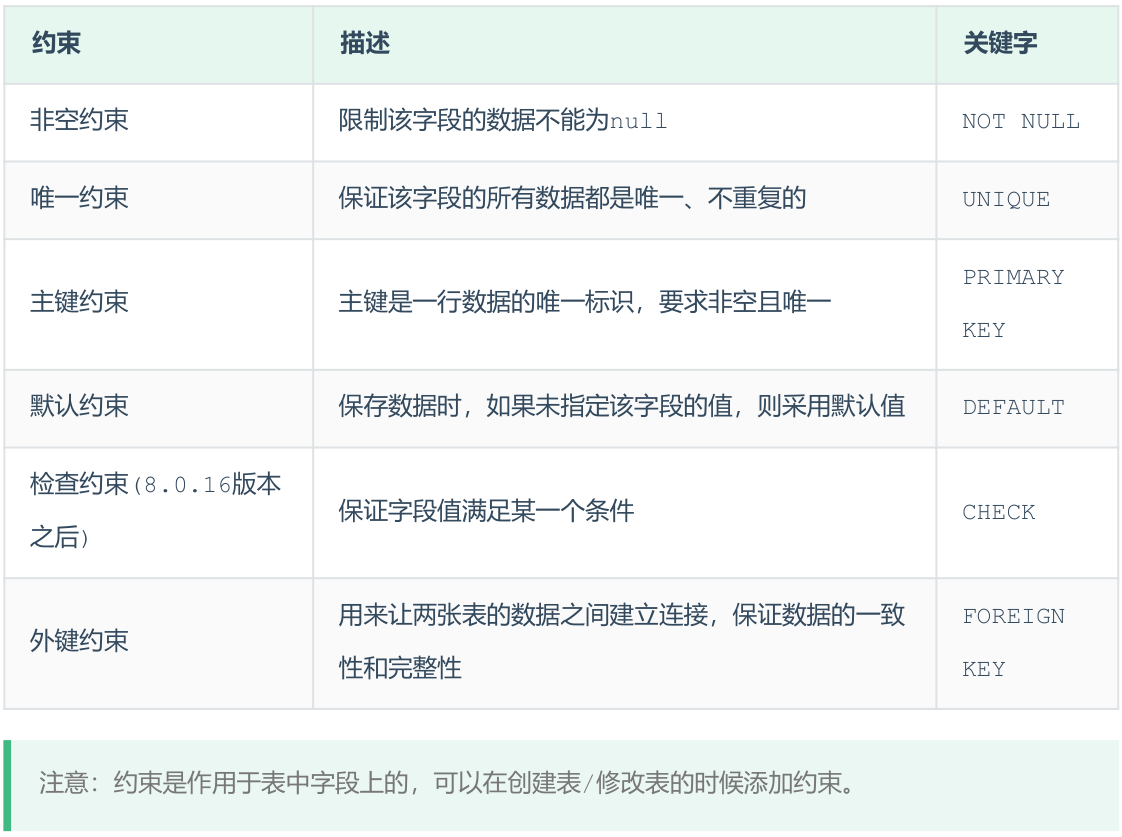 约束 描述 关键字
非空约束 限制该字段的数据不能为null NOT NULL
唯一约束 保证该字段的所有数据都是唯一、不重复的 UNIQUE
主键约束 主键是一行数据的唯一标识，要求非空且唯一 PRIMARY
KEY
默认约束 保存数据时，如果未指定该字段的值，则采用默认值 DEFAULT
检查约束(8.0.16版本
之后)
保证字段值满足某一个条件 CHECK
外键约束
用来让两张表的数据之间建立连接，保证数据的一致
性和完整性
FOREIGN
KEY
注意：约束是作用于表中字段上的，可以在创建表/修改表的时候添加约束。